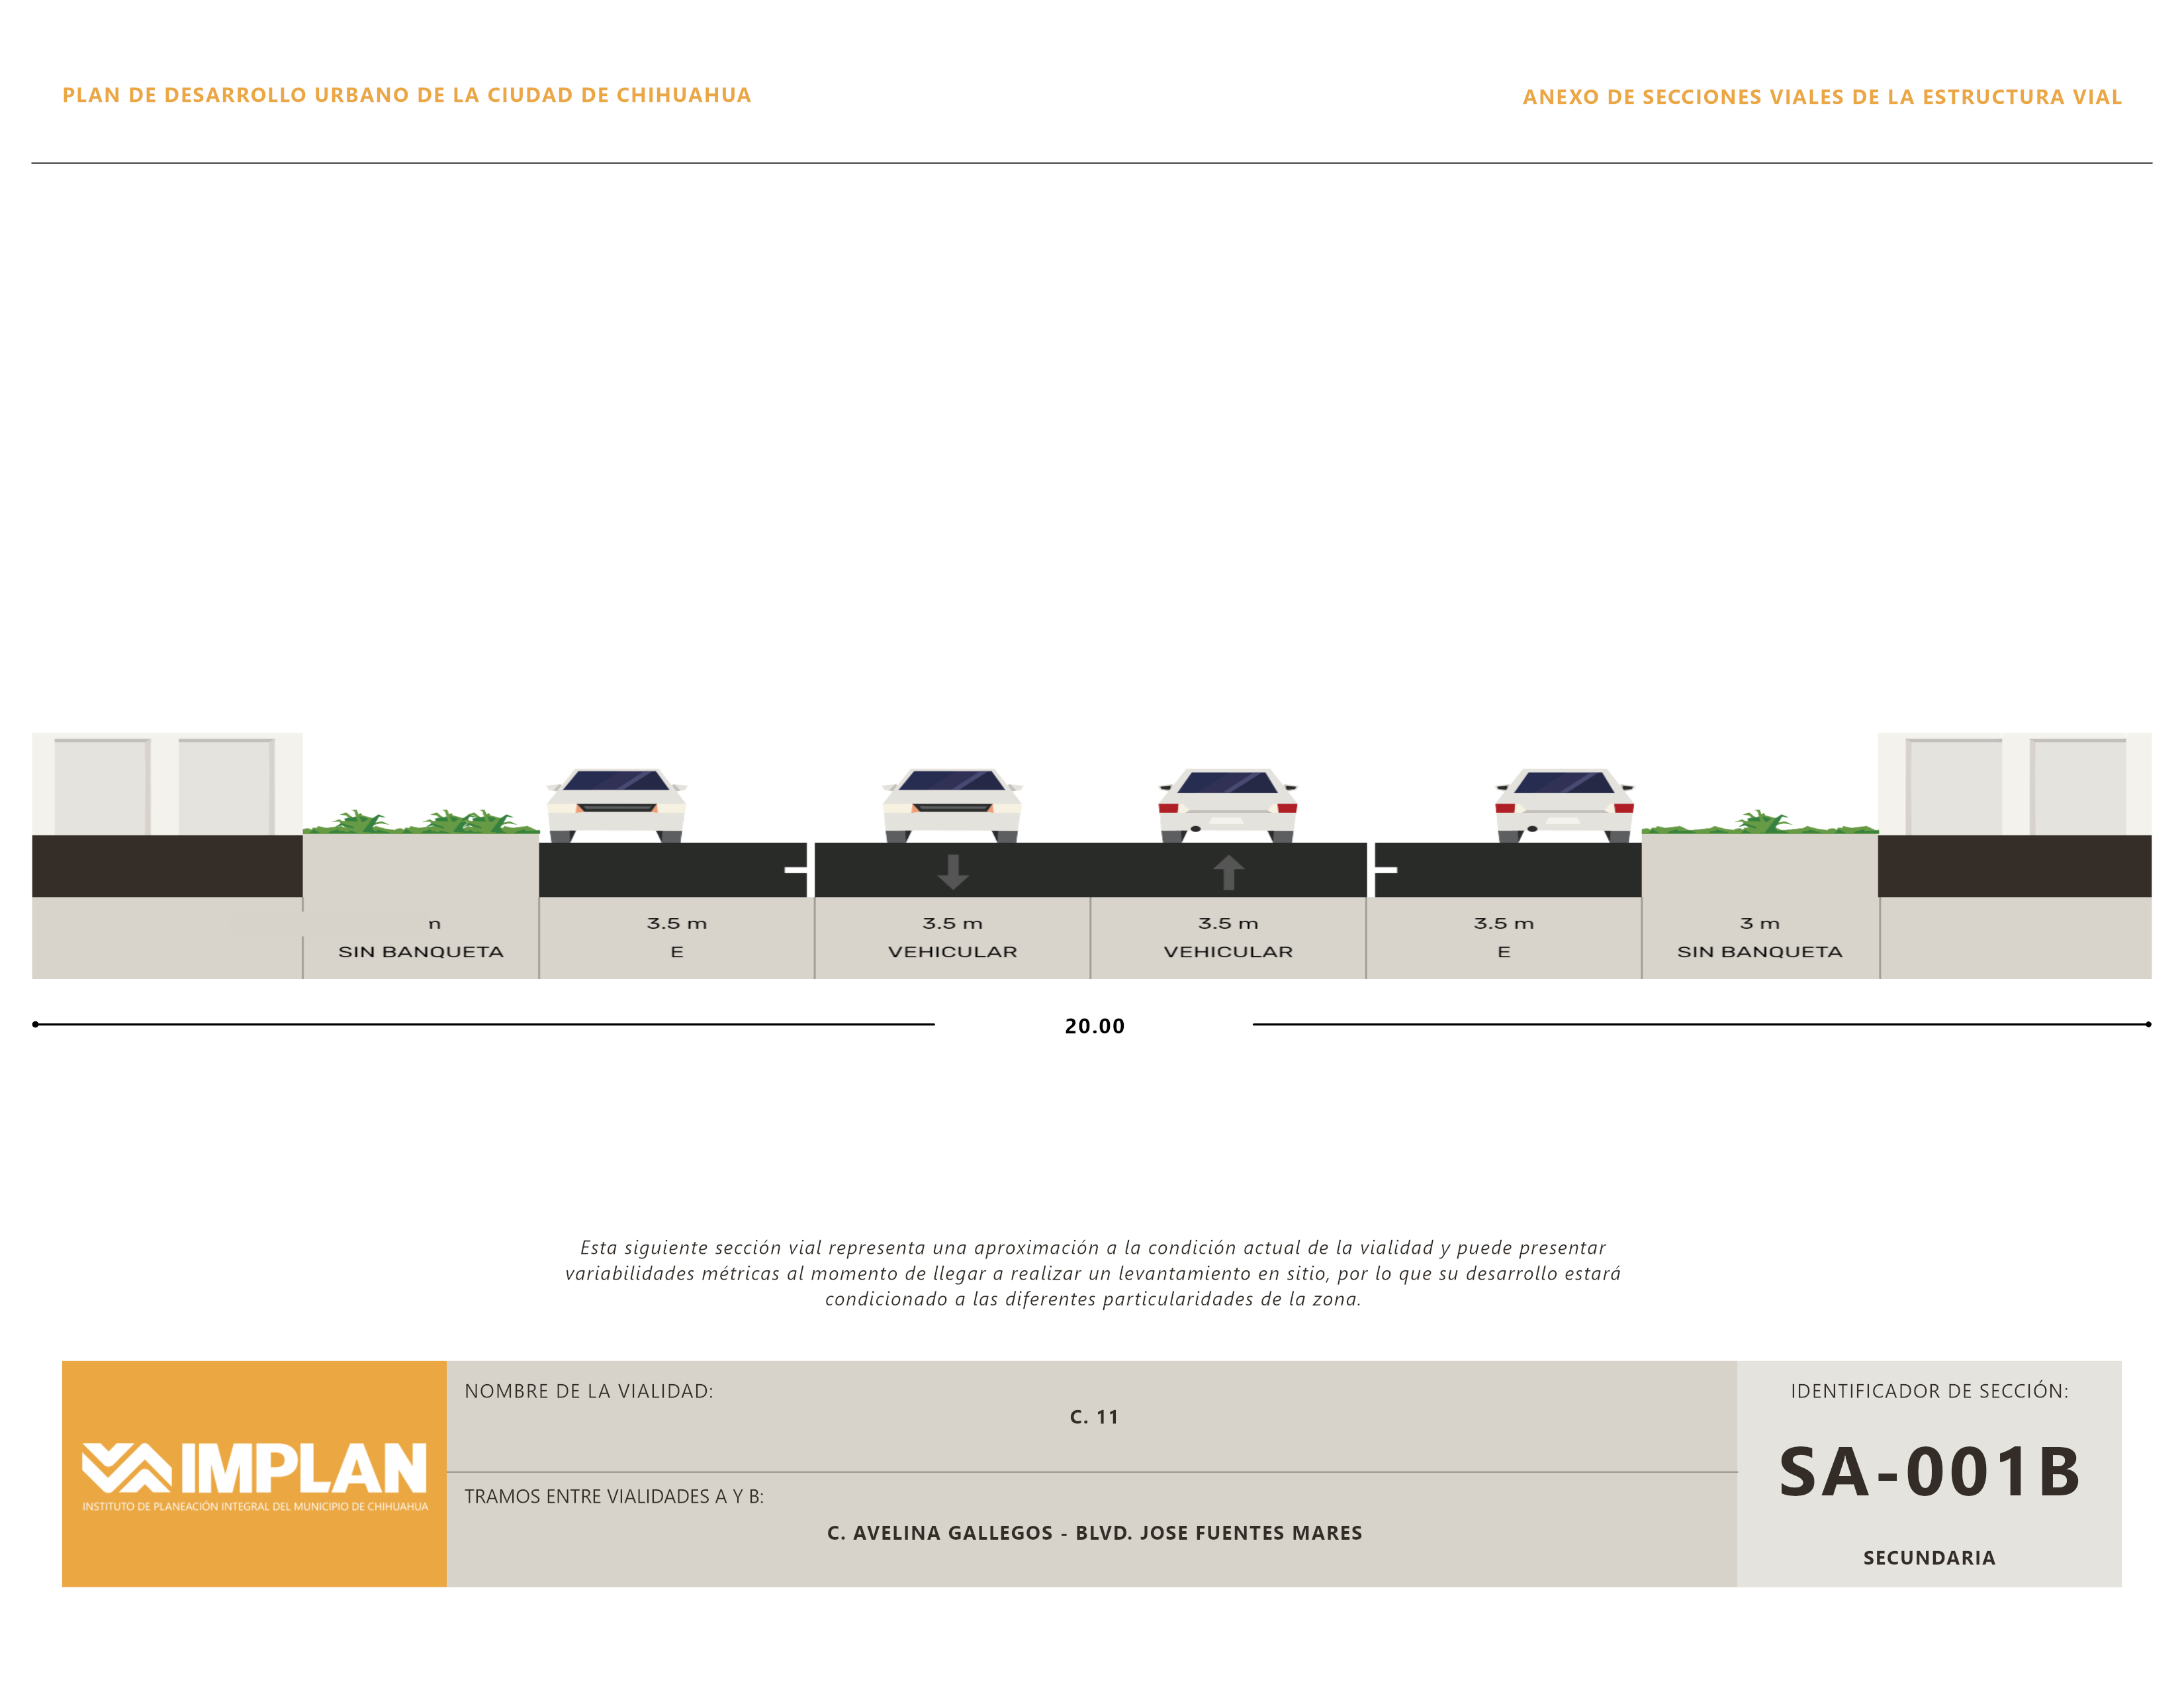 PLAN DE DESARROLLO URBANO DE LA CIUDAD DE CHIHUAHUA
ANEXO DE SECCIONES VIALES DE LA ESTRUCTURA VIAL
n
3.5 m
3.5 m
3.5 m
3.5 m
3 m
SIN BANQUETA
E
VEHICULAR
VEHICULAR
E
SIN BANQUETA
20.00
Esta siguiente sección vial representa una aproximación a la condición actual de la vialidad y puede presentar
variabilidades métricas al momento de llegar a realizar un levantamiento en sitio, por lo que su desarrollo estará
condicionado a las diferentes particularidades de la zona.
IMPLAN
INSTITUTO DE PLANEACIÓN INTEGRAL DEL MUNICIPIO DE CHIHUAHUA
NOMBRE DE LA VIALIDAD:
C. 11
TRAMOS ENTRE VIALIDADES A Y B:
C. AVELINA GALLEGOS - BLVD. JOSE FUENTES MARES
IDENTIFICADOR DE SECCIÓN:
SA-001B
SECUNDARIA